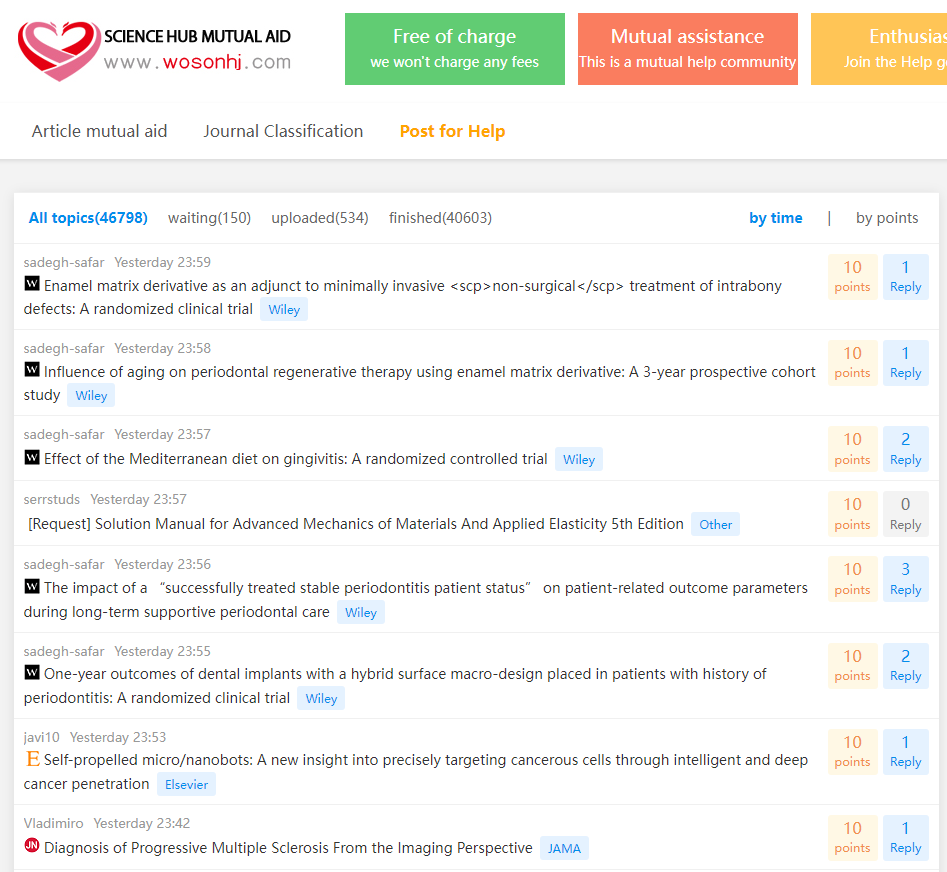 SCIENCE HUB MUTUAL AID
www.wosonhj.com
Free of charge
we won't charge any fees
Mutual assistance
This is a mutual help community
Enthusias
Join the Help g
Article mutual aid
Journal Classification
Post for Help
All topics(46798) waiting(150) uploaded(534) finished(40603) by time | by points
sadegh-safar Yesterday 23:59
W Enamel matrix derivative as an adjunct to minimally invasive <scp>non-surgical</scp> treatment of intrabony
defects: A randomized clinical trial Wiley
10 points
1 Reply
sadegh-safar Yesterday 23:58
W Influence of aging on periodontal regenerative therapy using enamel matrix derivative: A 3-year prospective cohort
study Wiley
10 points
1 Reply
sadegh-safar Yesterday 23:57
W Effect of the Mediterranean diet on gingivitis: A randomized controlled trial Wiley
10 points
2 Reply
serrstuds Yesterday 23:57
[Request] Solution Manual for Advanced Mechanics of Materials And Applied Elasticity 5th Edition Other
10 points
0 Reply
sadegh-safar Yesterday 23:56
W The impact of a “successfully treated stable periodontitis patient status” on patient-related outcome parameters
during long-term supportive periodontal care Wiley
10 points
3 Reply
sadegh-safar Yesterday 23:55
W One-year outcomes of dental implants with a hybrid surface macro-design placed in patients with history of
periodontitis: A randomized clinical trial Wiley
10 points
2 Reply
javi10 Yesterday 23:53
E Self-propelled micro/nanobots: A new insight into precisely targeting cancerous cells through intelligent and deep
cancer penetration Elsevier
10 points
1 Reply
Vladimiro Yesterday 23:42
JN Diagnosis of Progressive Multiple Sclerosis From the Imaging Perspective JAMA
10 points
1 Reply